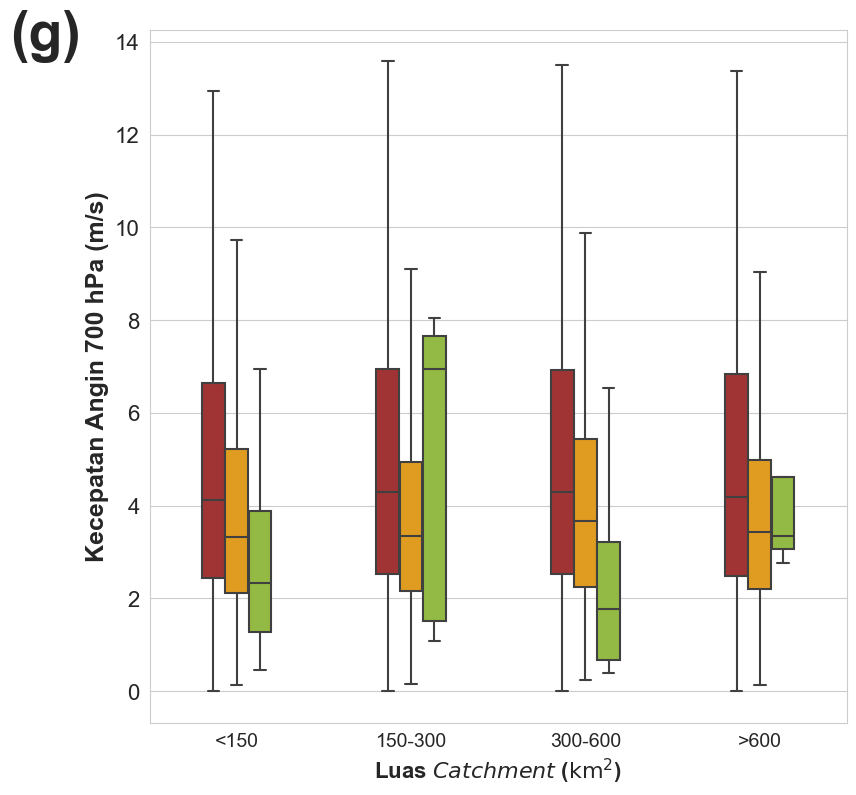 (g)
Kecepatan Angin 700 hPa (m/s)
14
12
10
8
6
4
2
0
<150 150-300 300-600 >600
Luas Catchment (km²)